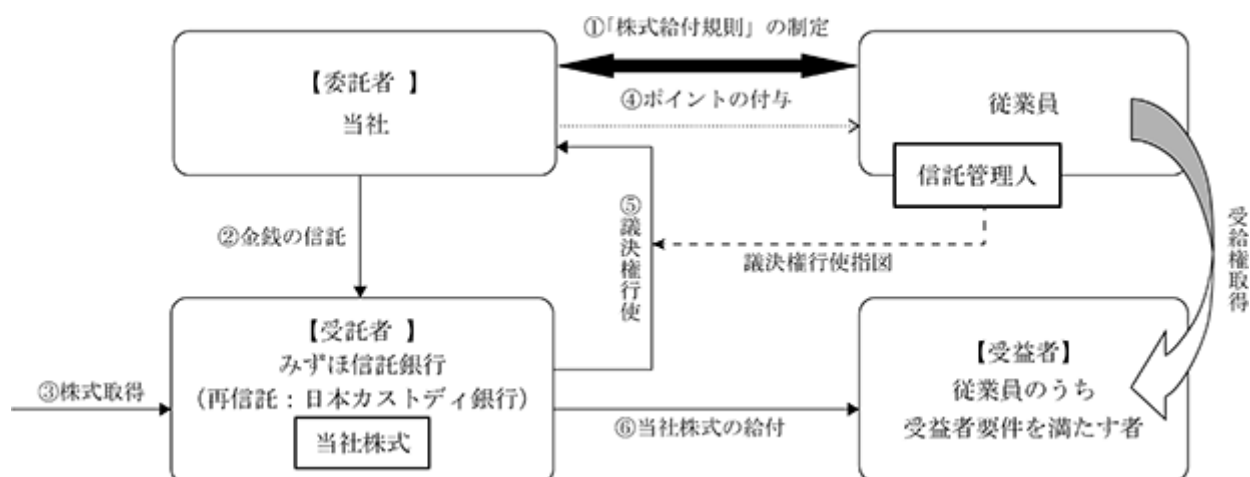 ①「株式給付規則」の制定
【委託者 】
当社
④ポイントの付与
従業員
信託管理人
②金銭の信託
⑤議決権行使
議決権行使指図
受給権取得
【受託者 】
みずほ信託銀行
(再信託：日本カストディ銀行)
当社株式
③株式取得
⑥当社株式の給付
【受益者】
従業員のうち
受益者要件を満たす者